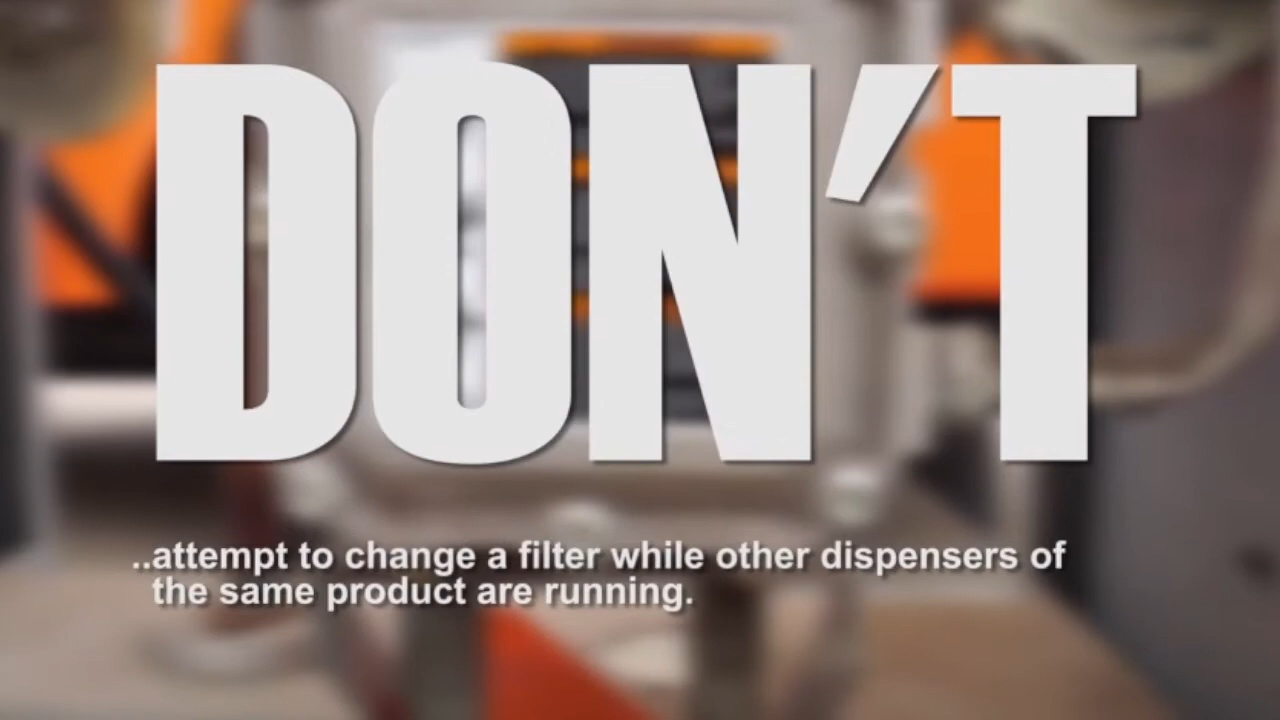 DON'T
..attempt to change a filter while other dispensers of
the same product are running.